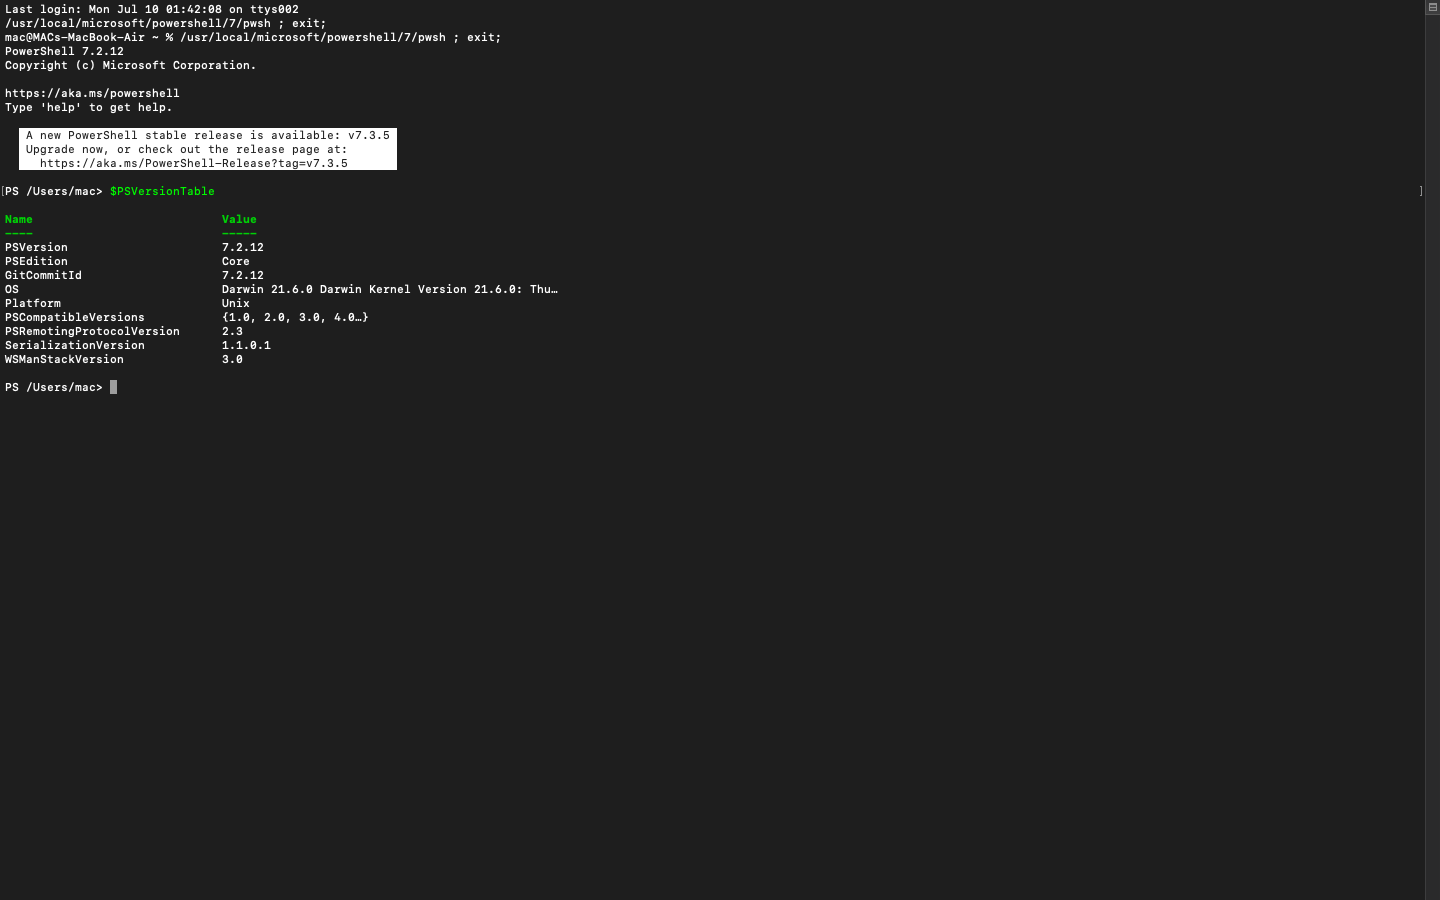 Last login: Mon Jul 10 01:42:08 on ttys002
/usr/local/microsoft/powershell/7/pwsh ; exit;
mac@MACs-MacBook-Air ~ % /usr/local/microsoft/powershell/7/pwsh ; exit;
PowerShell 7.2.12
Copyright (c) Microsoft Corporation.
https://aka.ms/powershell
Type 'help' to get help.
A new PowerShell stable release is available: v7.3.5
Upgrade now, or check out the release page at:
https://aka.ms/PowerShell-Release?tag=v7.3.5
[PS /Users/mac> $PSVersionTable ]
Name Value
---- -----
PSVersion 7.2.12
PSEdition Core
GitCommitId 7.2.12
OS Darwin 21.6.0 Darwin Kernel Version 21.6.0: Thu…
Platform Unix
PSCompatibleVersions {1.0, 2.0, 3.0, 4.0…}
PSRemotingProtocolVersion 2.3
SerializationVersion 1.1.0.1
WSManStackVersion 3.0
PS /Users/mac>